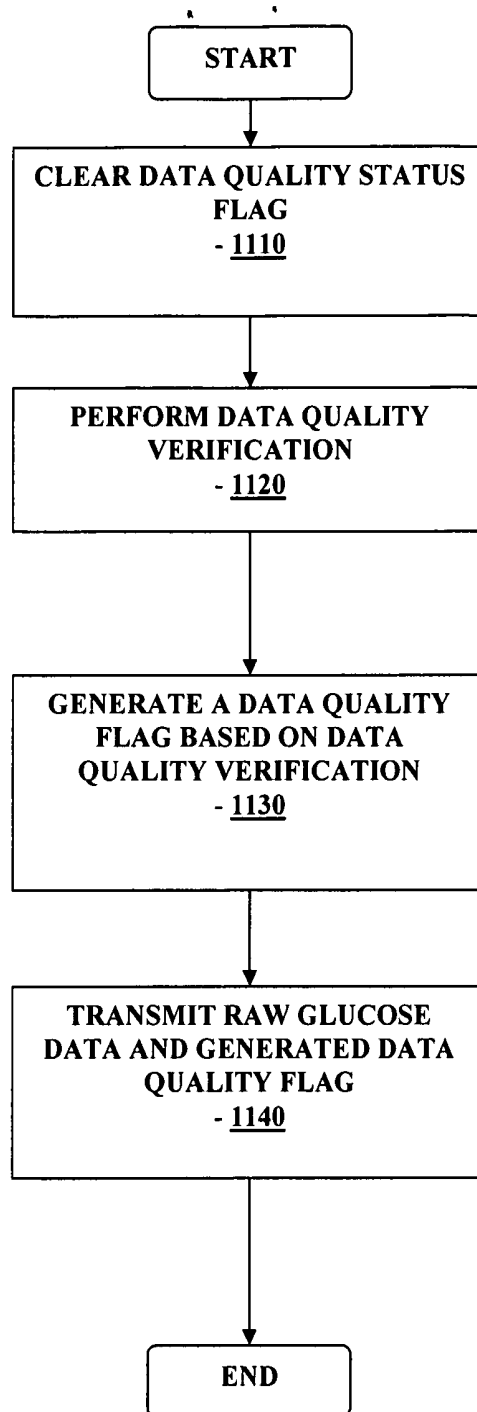 START
CLEAR DATA QUALITY STATUS
FLAG
- 1110
PERFORM DATA QUALITY
VERIFICATION
- 1120
GENERATE A DATA QUALITY
FLAG BASED ON DATA
QUALITY VERIFICATION
- 1130
TRANSMIT RAW GLUCOSE
DATA AND GENERATED DATA
QUALITY FLAG
- 1140
END